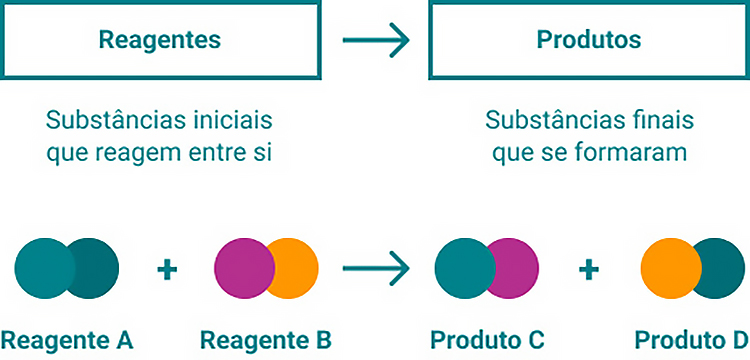 Reagentes → Produtos
Substâncias iniciais
que reagem entre si
Substâncias finais
que se formaram
+ → +
Reagente A Reagente B Produto C Produto D